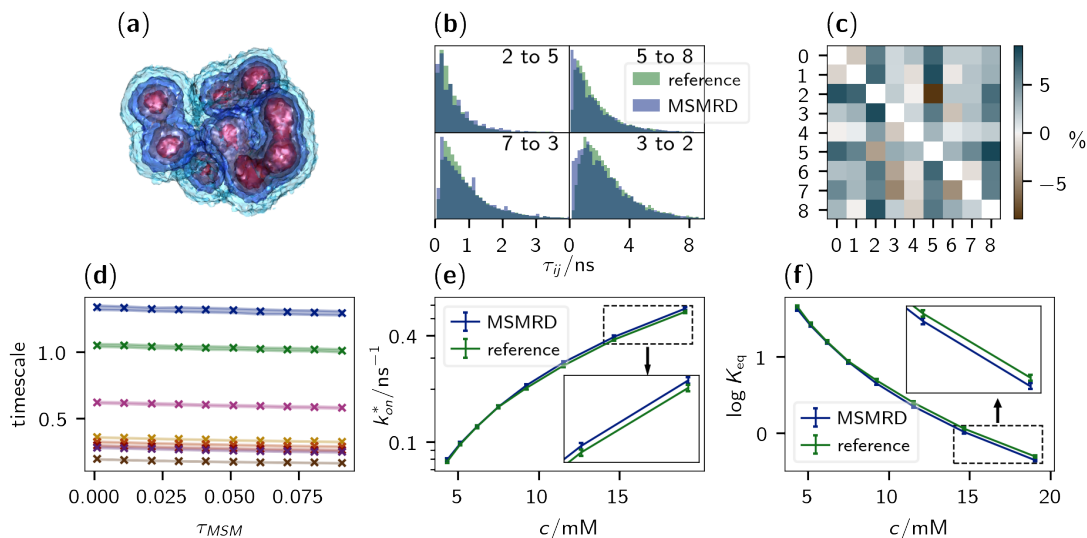 (a)
(b)
2 to 5
5 to 8
reference
MSMRD
7 to 3
3 to 2
0 1 2 3 0 4 8
τij/ns
(c)
0
1
2
3
4
5
6
7
8
0 1 2 3 4 5 6 7 8
5
0
−5
%
(d)
timescale
1.0
0.5
0.000 0.025 0.050 0.075
τMSM
(e)
k*on/ns−1
0.4
0.1
MSMRD
reference
5 10 15
c/mM
(f)
log Keq
1
0
MSMRD
reference
5 10 15 20
c/mM